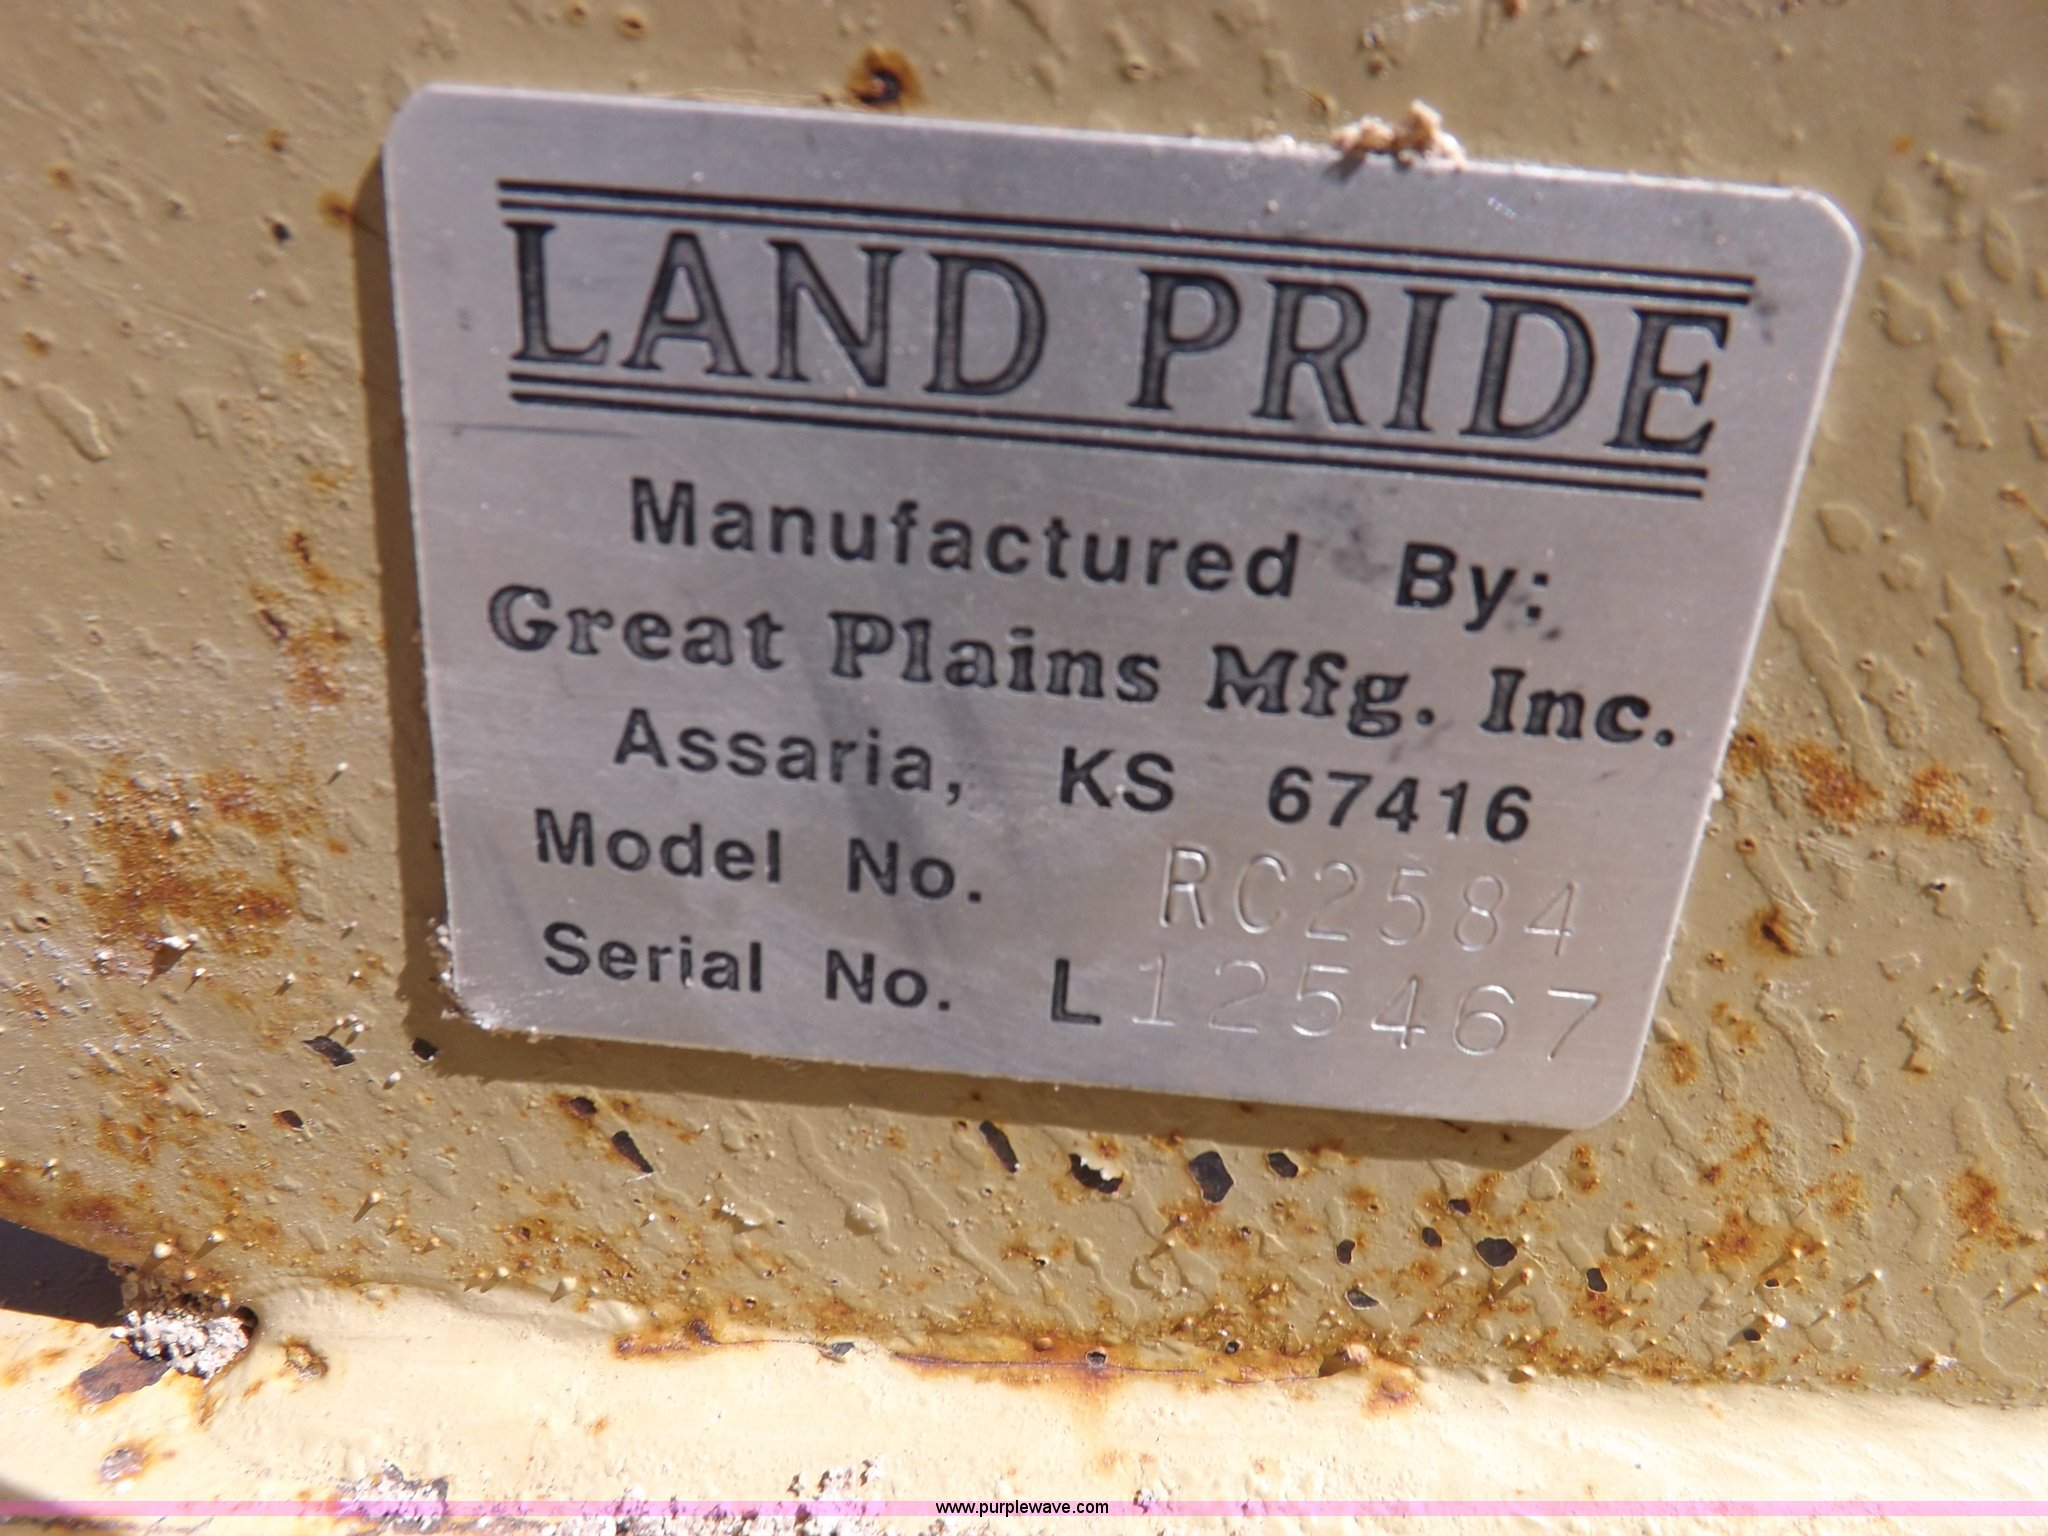 LAND PRIDE
Manufactured By:
Great Plains Mfg. Inc.
Assaria, KS 67416
Model No. RC2584
Serial No. L125467
www.purplewave.com